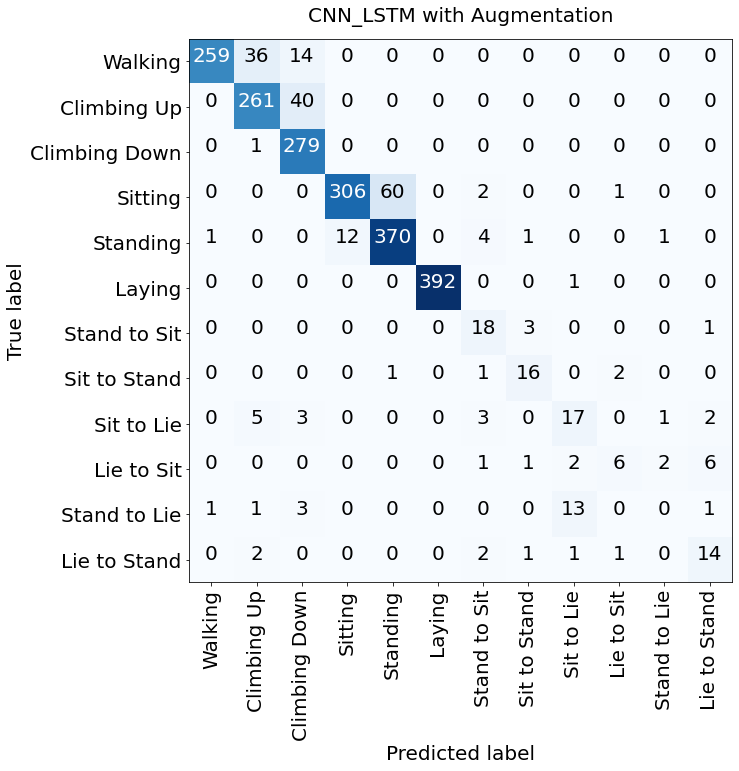 CNN_LSTM with Augmentation
True label
Walking 259 36 14 0 0 0 0 0 0 0 0 0
Climbing Up 0 261 40 0 0 0 0 0 0 0 0 0
Climbing Down 0 1 279 0 0 0 0 0 0 0 0 0
Sitting 0 0 0 306 60 0 2 0 0 1 0 0
Standing 1 0 0 12 370 0 4 1 0 0 1 0
Laying 0 0 0 0 0 392 0 0 1 0 0 0
Stand to Sit 0 0 0 0 0 0 18 3 0 0 0 1
Sit to Stand 0 0 0 0 1 0 1 16 0 2 0 0
Sit to Lie 0 5 3 0 0 0 3 0 17 0 1 2
Lie to Sit 0 0 0 0 0 0 1 1 2 6 2 6
Stand to Lie 1 1 3 0 0 0 0 0 13 0 0 1
Lie to Stand 0 2 0 0 0 0 2 1 1 1 0 14
Walking
Climbing Up
Climbing Down
Sitting
Standing
Laying
Stand to Sit
Sit to Stand
Sit to Lie
Lie to Sit
Stand to Lie
Lie to Stand
Predicted label